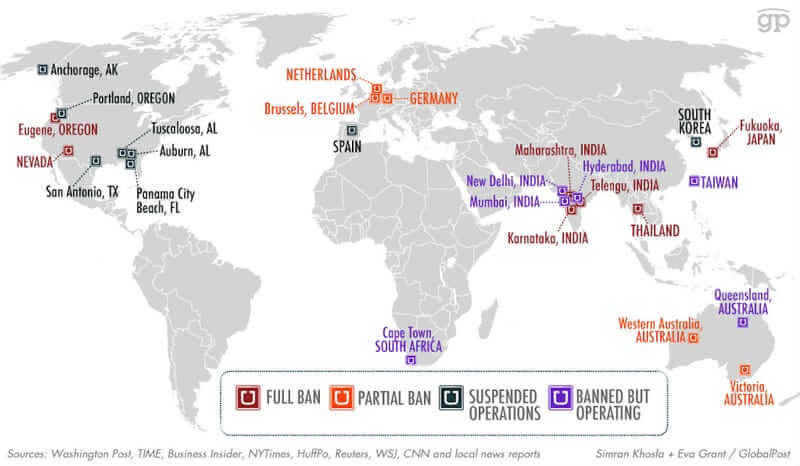 gp
Anchorage, AK
Portland, OREGON
Eugene, OREGON
Tuscaloosa, AL
NEVADA
Auburn, AL
San Antonio, TX
Panama City
Beach, FL
NETHERLANDS
Brussels, BELGIUM
GERMANY
SPAIN
SOUTH
KOREA
Fukuoka,
JAPAN
Maharashtra, INDIA
Hyderabad, INDIA
New Delhi, INDIA
Telengu, INDIA
TAIWAN
Mumbai, INDIA
Karnataka, INDIA
THAILAND
Queensland,
AUSTRALIA
Western Australia,
AUSTRALIA
Cape Town,
SOUTH AFRICA
Victoria,
AUSTRALIA
FULL BAN
PARTIAL BAN
SUSPENDED
OPERATIONS
BANNED BUT
OPERATING
Sources: Washington Post, TIME, Business Insider, NYTimes, HuffPo, Reuters, WSJ, CNN and local news reports
Simran Khosla + Eva Grant / GlobalPost